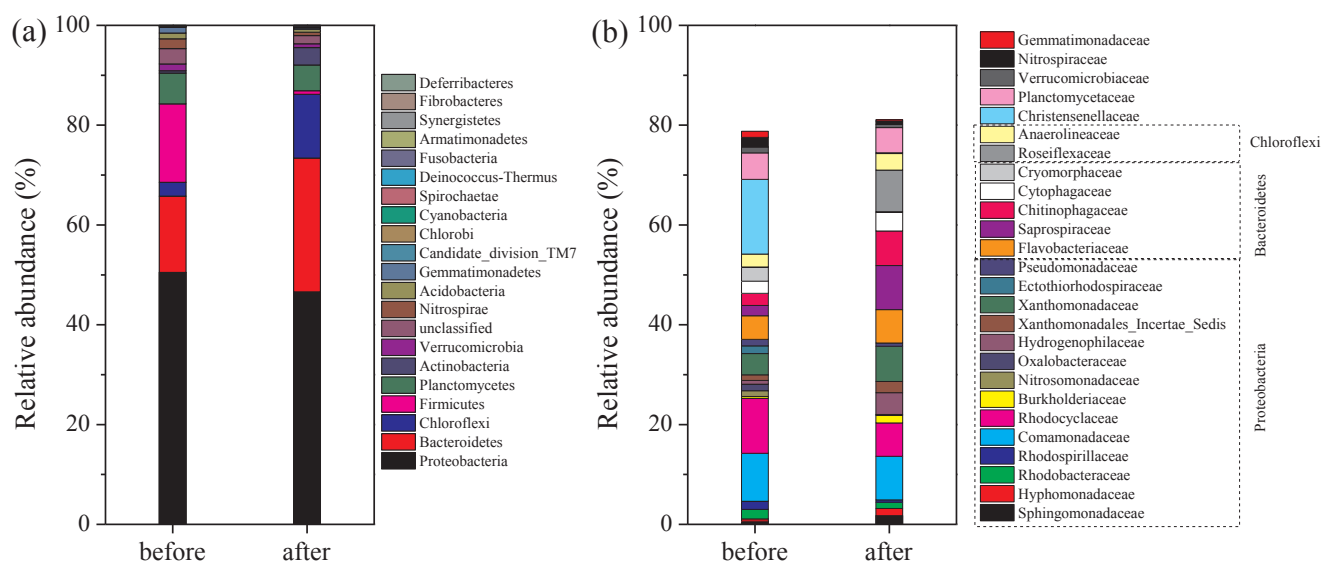 (a)
Relative abundance (%)
100
80
60
40
20
0
before
after
Deferribacteres
Fibrobacteres
Synergistetes
Armatimonadetes
Fusobacteria
Deinococcus-Thermus
Spirochaetae
Cyanobacteria
Chlorobi
Candidate_division_TM7
Gemmatimonadetes
Acidobacteria
Nitrospirae
unclassified
Verrucomicrobia
Actinobacteria
Planctomycetes
Firmicutes
Chloroflexi
Bacteroidetes
Proteobacteria
(b)
Relative abundance (%)
100
80
60
40
20
0
before
after
Gemmatimonadaceae
Nitrospiraceae
Verrucomicrobiaceae
Planctomycetaceae
Christensenellaceae
Anaerolineaceae
Roseiflexaceae
Cryomorphaceae
Cytophagaceae
Chitinophagaceae
Saprospiraceae
Flavobacteriaceae
Pseudomonadaceae
Ectothiorhodospiraceae
Xanthomonadaceae
Xanthomonadales_Incertae_Sedis
Hydrogenophilaceae
Oxalobacteraceae
Nitrosomonadaceae
Burkholderiaceae
Rhodocyclaceae
Comamonadaceae
Rhodospirillaceae
Rhodobacteraceae
Hyphomonadaceae
Sphingomonadaceae
Chloroflexi
Bacteroidetes
Proteobacteria